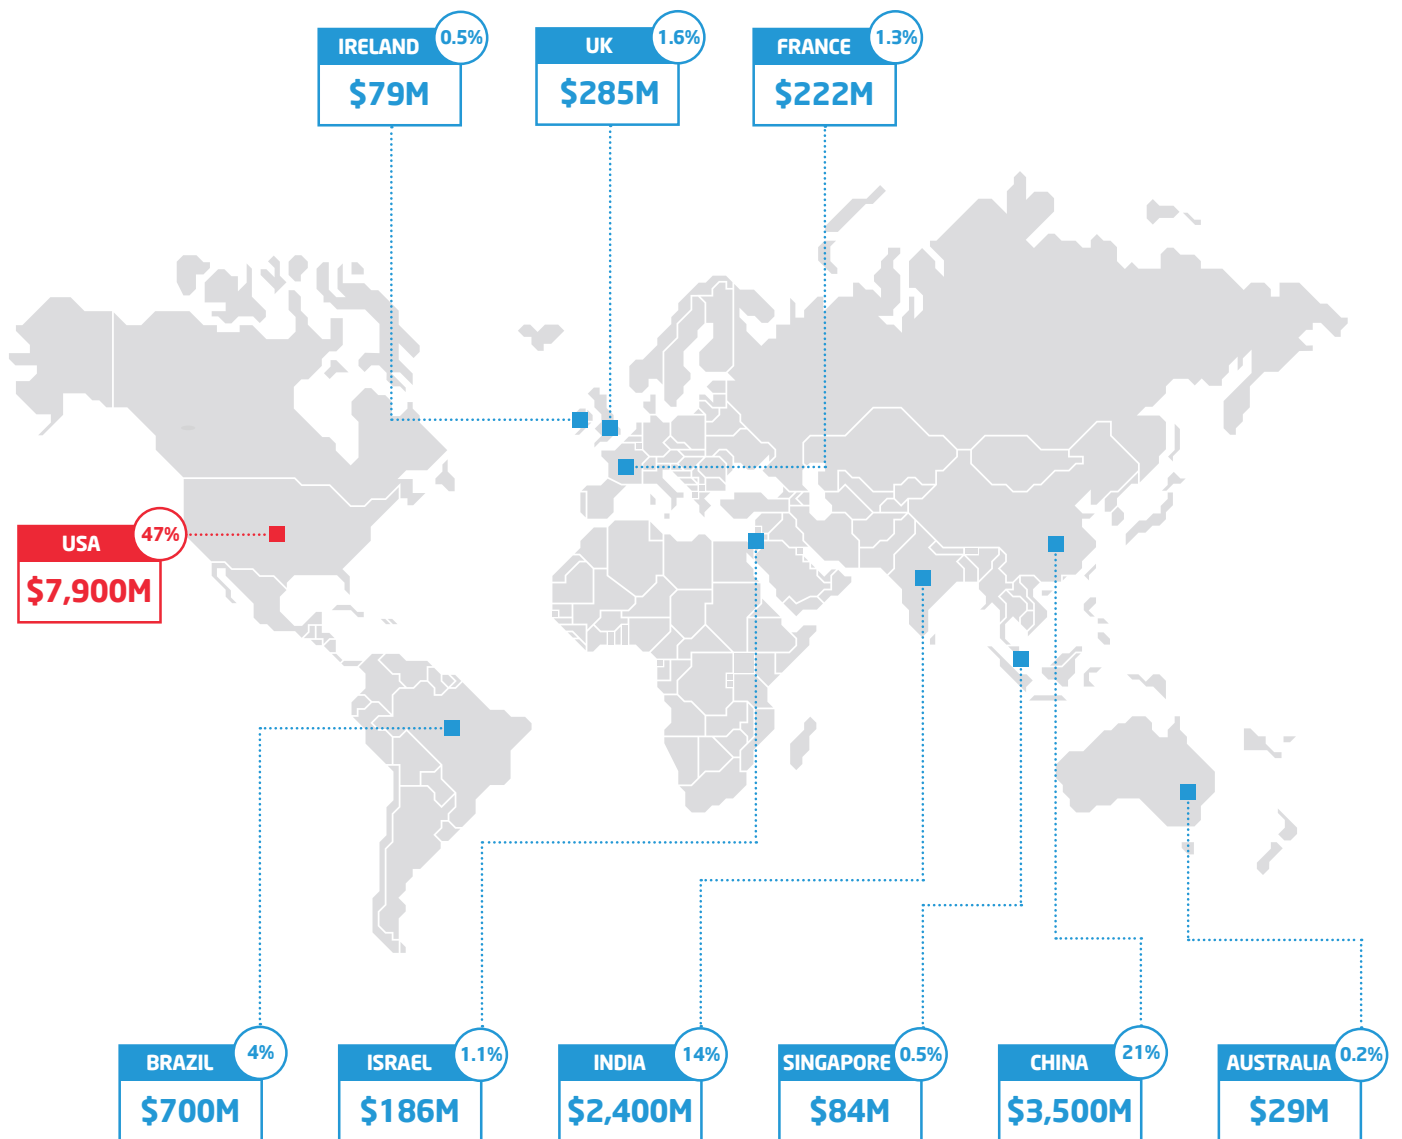 IRELAND 0.5%
$79M
UK 1.6%
$285M
FRANCE 1.3%
$222M
USA 47%
$7,900M
BRAZIL 4%
$700M
ISRAEL 1.1%
$186M
INDIA 14%
$2,400M
SINGAPORE 0.5%
$84M
CHINA 21%
$3,500M
AUSTRALIA 0.2%
$29M